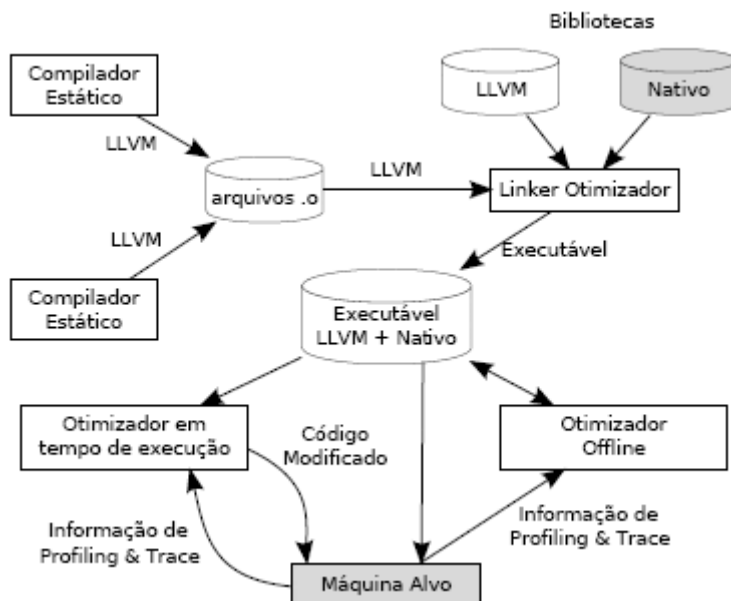 Bibliotecas
Compilador
Estático
LLVM
Nativo
LLVM
LLVM
arquivos .o
Linker Otimizador
LLVM
Executável
Compilador
Estático
Executável
LLVM + Nativo
Otimizador em
tempo de execução
Código
Modificado
Otimizador
Offline
Informação de
Profiling & Trace
Informação de
Profiling & Trace
Máquina Alvo